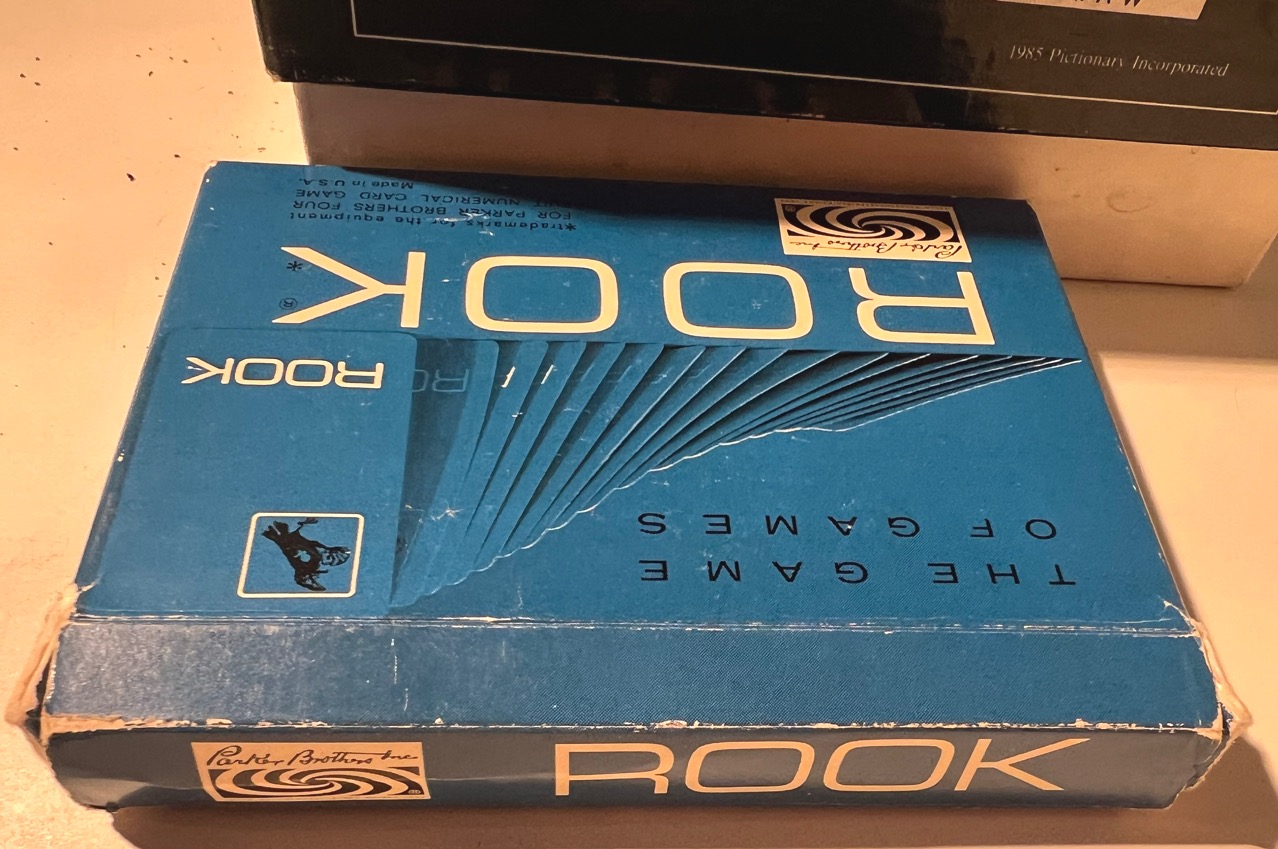 1985 Pictionary Incorporated
THE GAME
OF GAMES
ROOK
ROOK®*
Parker Brothers Inc
*trademarks for the equipment
FOR PARKER BROTHERS FOUR
NUMERICAL CARD GAME
Made in U.S.A.
Parker Brothers Inc
ROOK